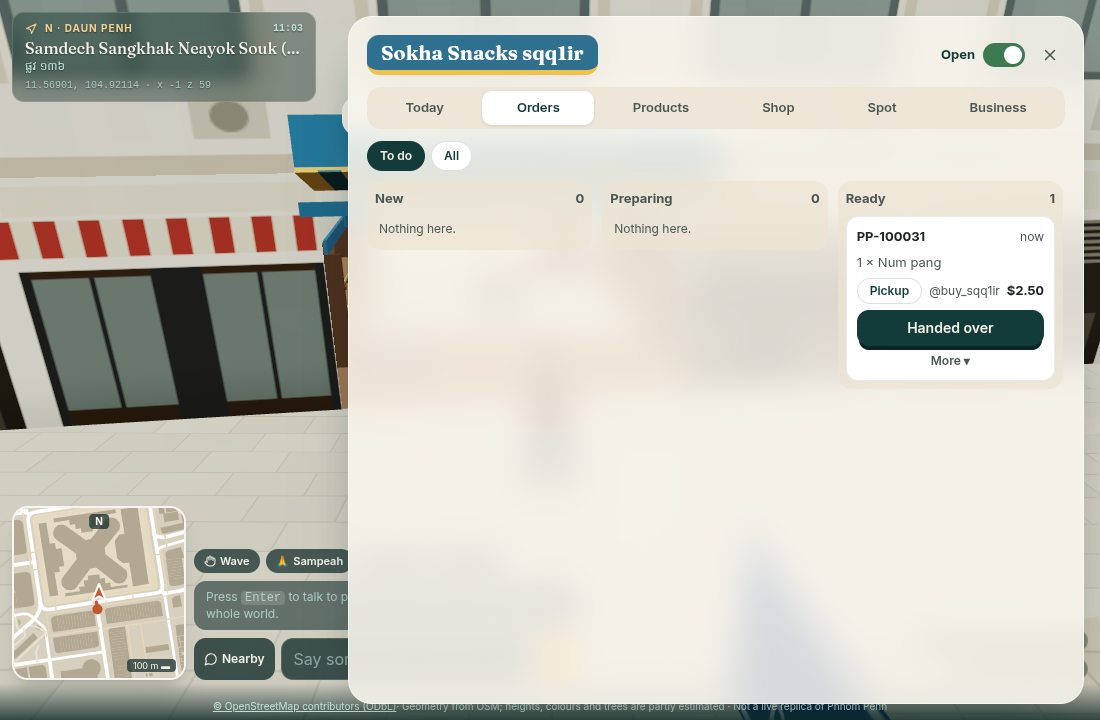 N · DAUN PENH 11:03
Samdech Sangkhak Neayok Souk (...
ផ្លូវ ១៣៦
11.56901, 104.92114 · x -1 z 59
Sokha Snacks sqq1ir
Open
Today Orders Products Shop Spot Business
To do All
New 0
Nothing here.
Preparing 0
Nothing here.
Ready 1
PP-100031 now
1 × Num pang
Pickup @buy_sqq1ir $2.50
Handed over
More ▾
N
100 m
Wave 🙏 Sampeah
Press Enter to talk to p
whole world.
Nearby Say so
© OpenStreetMap contributors (ODbL) · Geometry from OSM; heights, colours and trees are partly estimated · Not a live replica of Phnom Penh